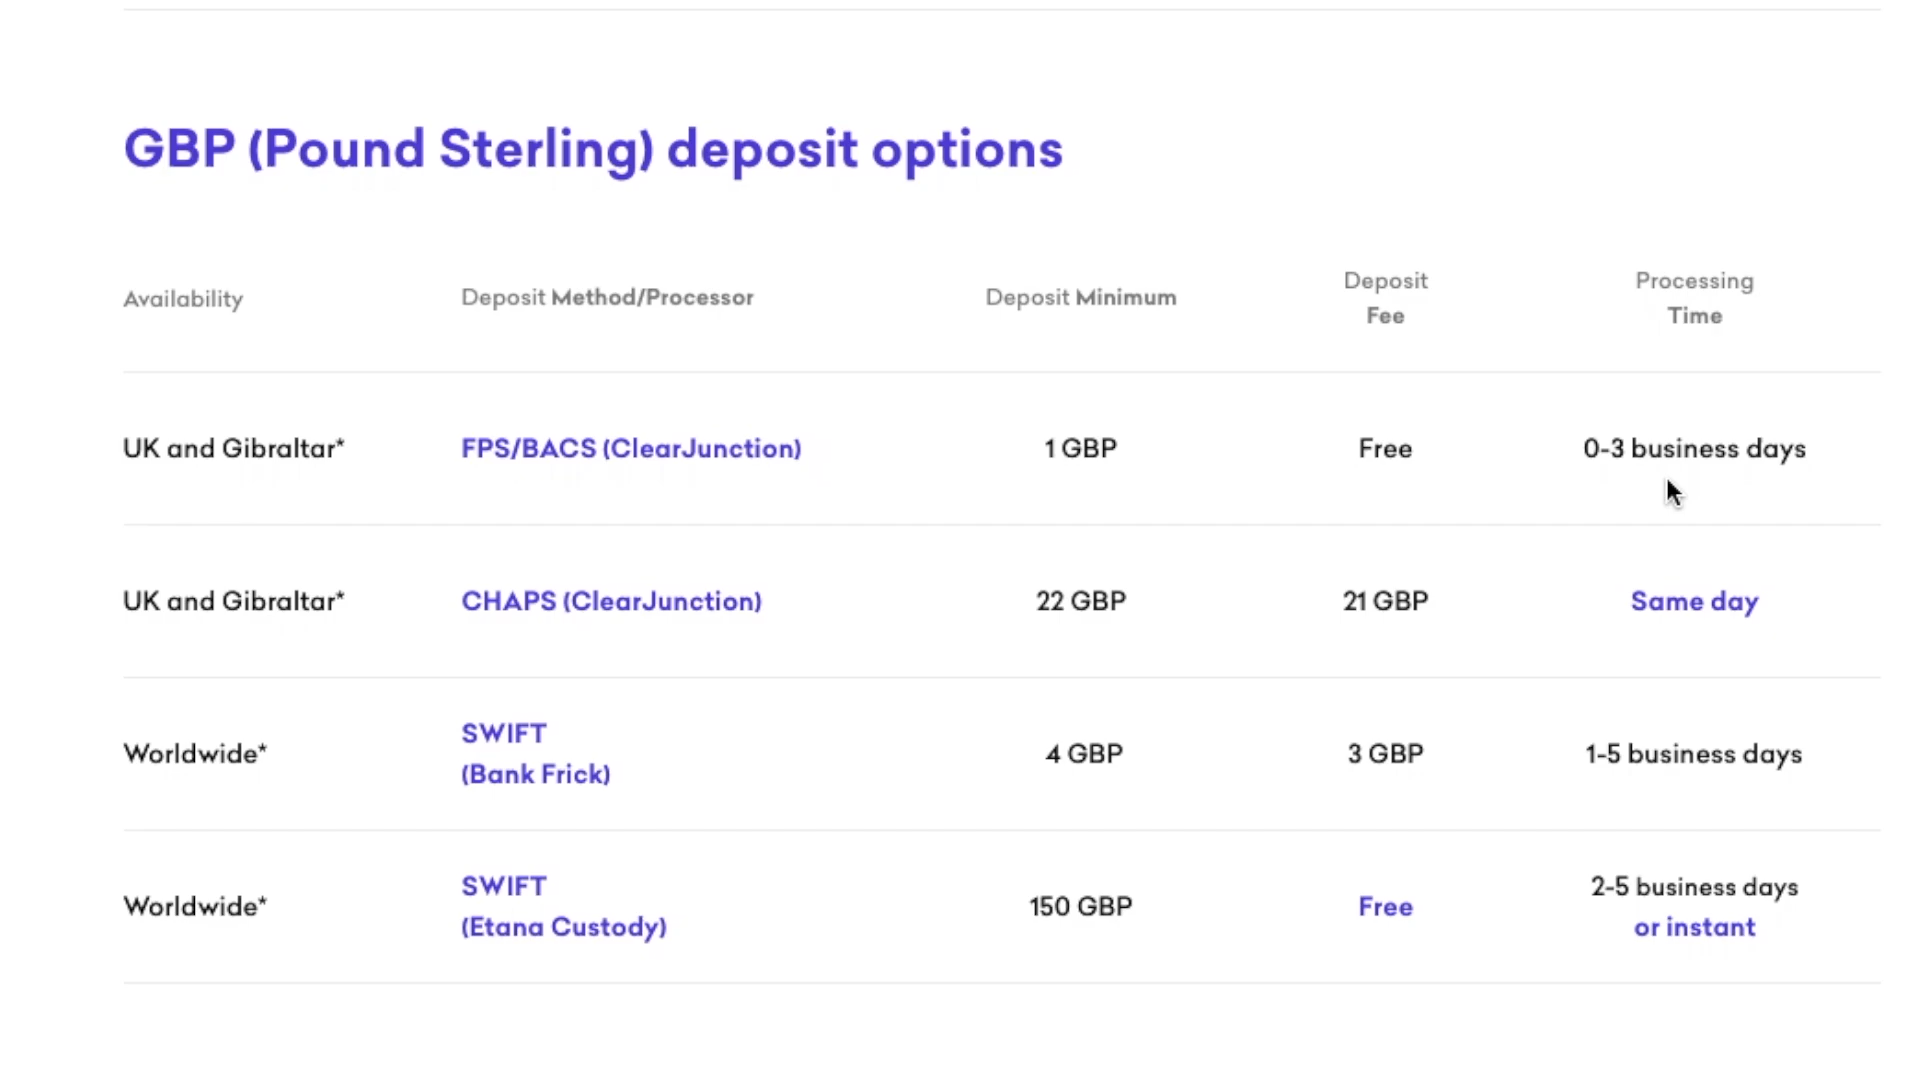 GBP (Pound Sterling) deposit options
Availability Deposit Method/Processor Deposit Minimum Deposit Fee Processing Time
UK and Gibraltar* FPS/BACS (ClearJunction) 1 GBP Free 0-3 business days
UK and Gibraltar* CHAPS (ClearJunction) 22 GBP 21 GBP Same day
Worldwide* SWIFT (Bank Frick) 4 GBP 3 GBP 1-5 business days
Worldwide* SWIFT (Etana Custody) 150 GBP Free 2-5 business days or instant